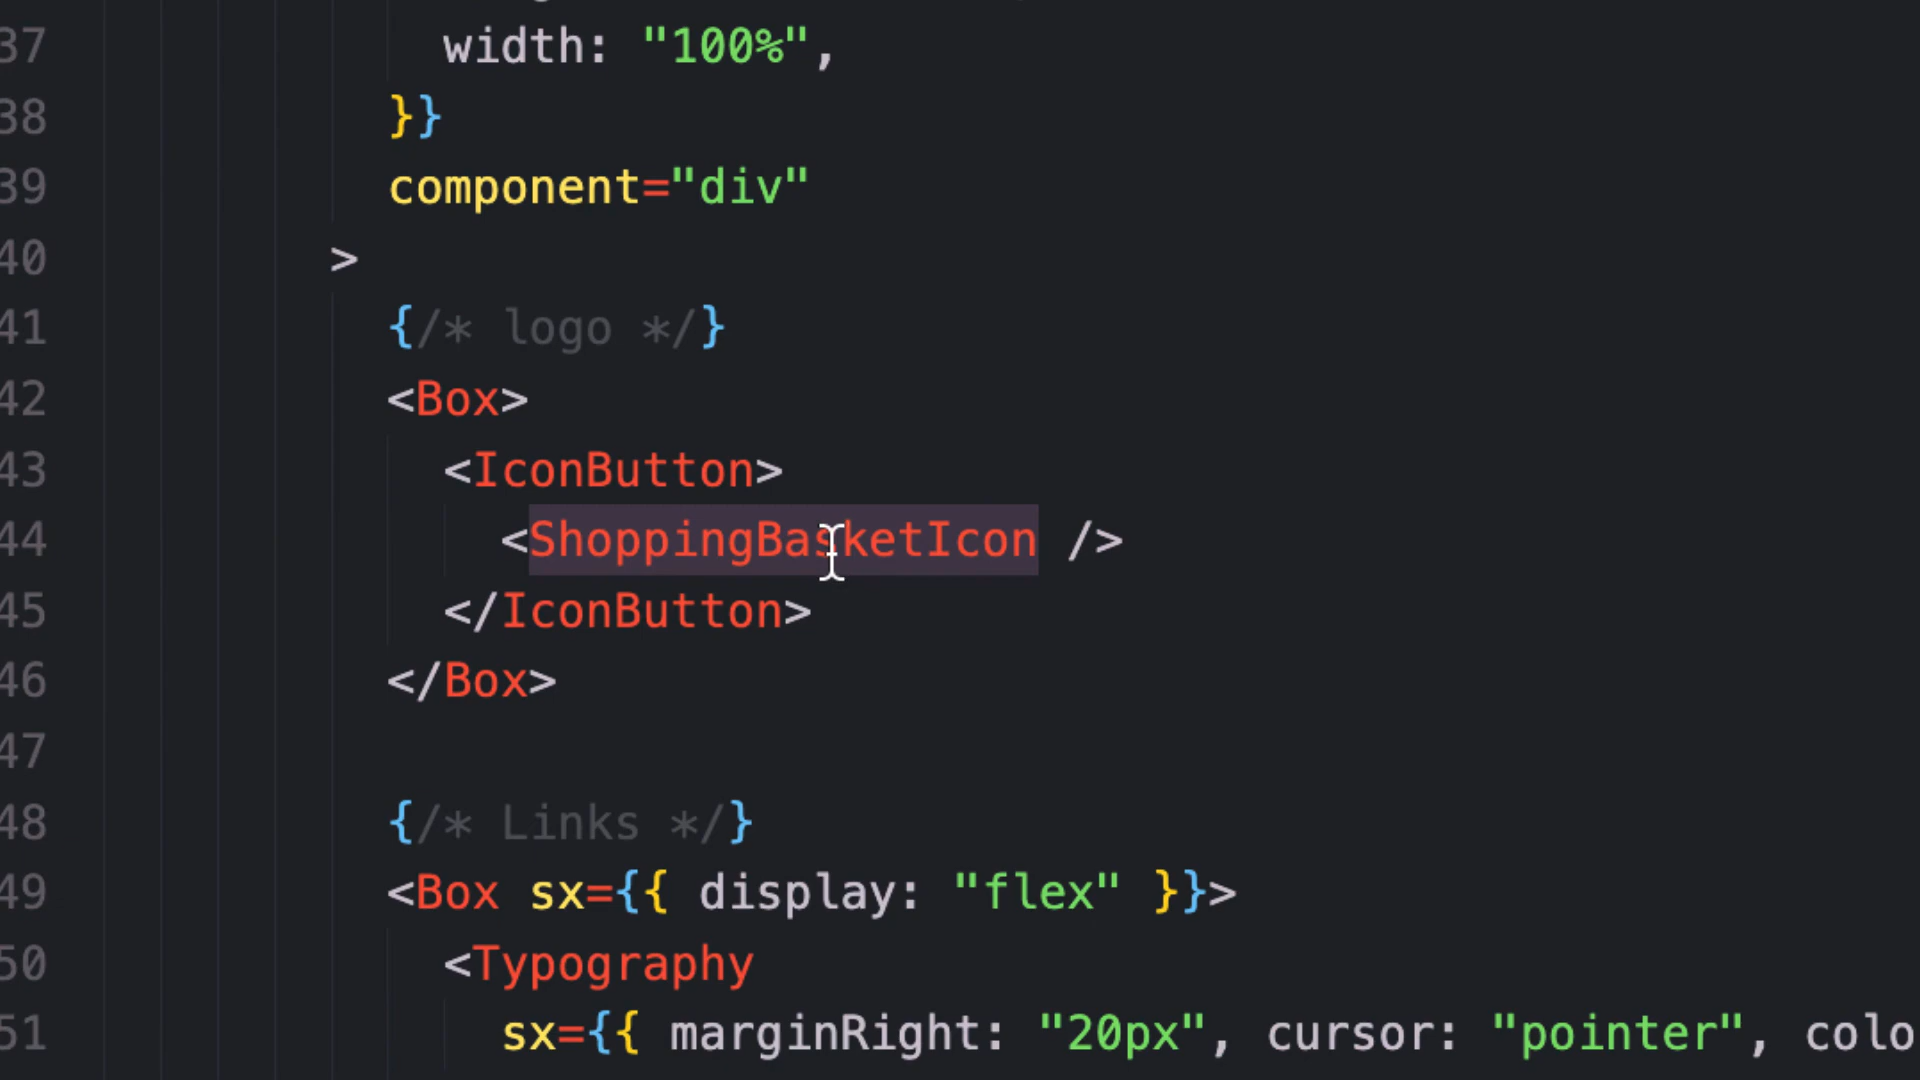 37 width: "100%",
38 }}
39 component="div"
40 >
41 {/* logo */}
42 <Box>
43 <IconButton>
44 <ShoppingBasketIcon />
45 </IconButton>
46 </Box>
47
48 {/* Links */}
49 <Box sx={{ display: "flex" }}>
50 <Typography
51 sx={{ marginRight: "20px", cursor: "pointer", colo